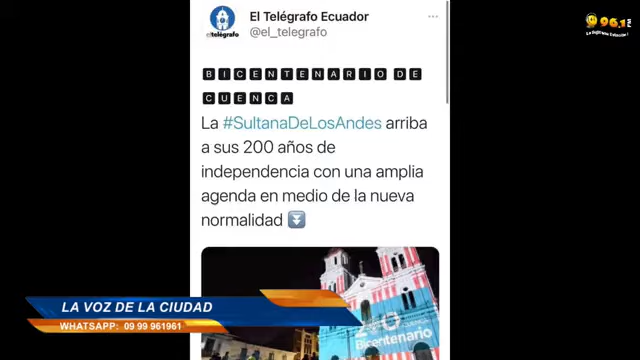 El Telégrafo Ecuador
@el_telegrafo
eltelégrafo
96.1
BICENTENARIO DE
CUENCA
La #SultanaDeLosAndes arriba
a sus 200 años de
independencia con una amplia
agenda en medio de la nueva
normalidad
Bicentenario
LA VOZ DE LA CIUDAD
WHATSAPP: 09 99 961961